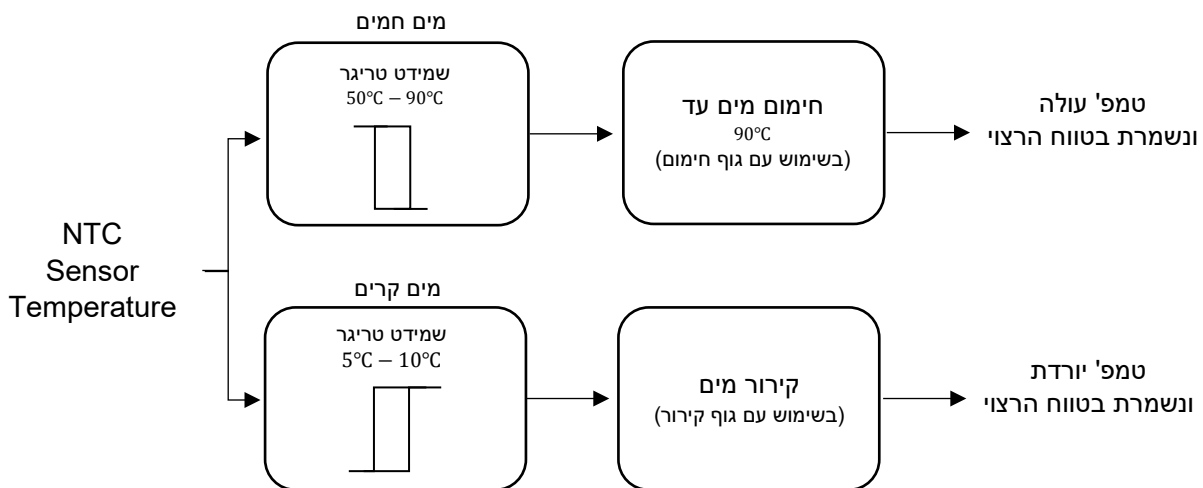 מים חמים
שמידט טריגר
50℃ – 90℃
חימום מים עד
90℃
(בשימוש עם גוף חימום)
טמפ' עולה
ונשמרת בטווח הרצוי
NTC
Sensor
Temperature
מים קרים
שמידט טריגר
5℃ – 10℃
קירור מים
(בשימוש עם גוף קירור)
טמפ' יורדת
ונשמרת בטווח הרצוי